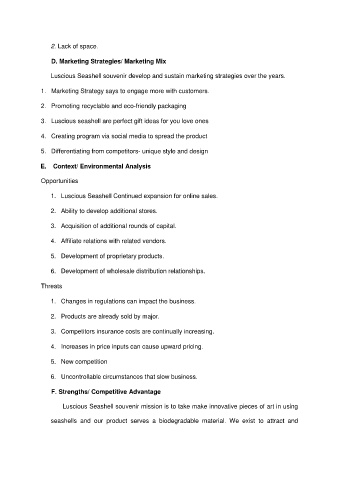 2. Lack of space.
D. Marketing Strategies/ Marketing Mix
Luscious Seashell souvenir develop and sustain marketing strategies over the years.
1. Marketing Strategy says to engage more with customers.
2. Promoting recyclable and eco-friendly packaging
3. Luscious seashell are perfect gift ideas for you love ones
4. Creating program via social media to spread the product
5. Differentiating from competitors- unique style and design
E. Context/ Environmental Analysis
Opportunities
1. Luscious Seashell Continued expansion for online sales.
2. Ability to develop additional stores.
3. Acquisition of additional rounds of capital.
4. Affiliate relations with related vendors.
5. Development of proprietary products.
6. Development of wholesale distribution relationships.
Threats
1. Changes in regulations can impact the business.
2. Products are already sold by major.
3. Competitors insurance costs are continually increasing.
4. Increases in price inputs can cause upward pricing.
5. New competition
6. Uncontrollable circumstances that slow business.
F. Strengths/ Competitive Advantage
Luscious Seashell souvenir mission is to take make innovative pieces of art in using
seashells and our product serves a biodegradable material. We exist to attract and